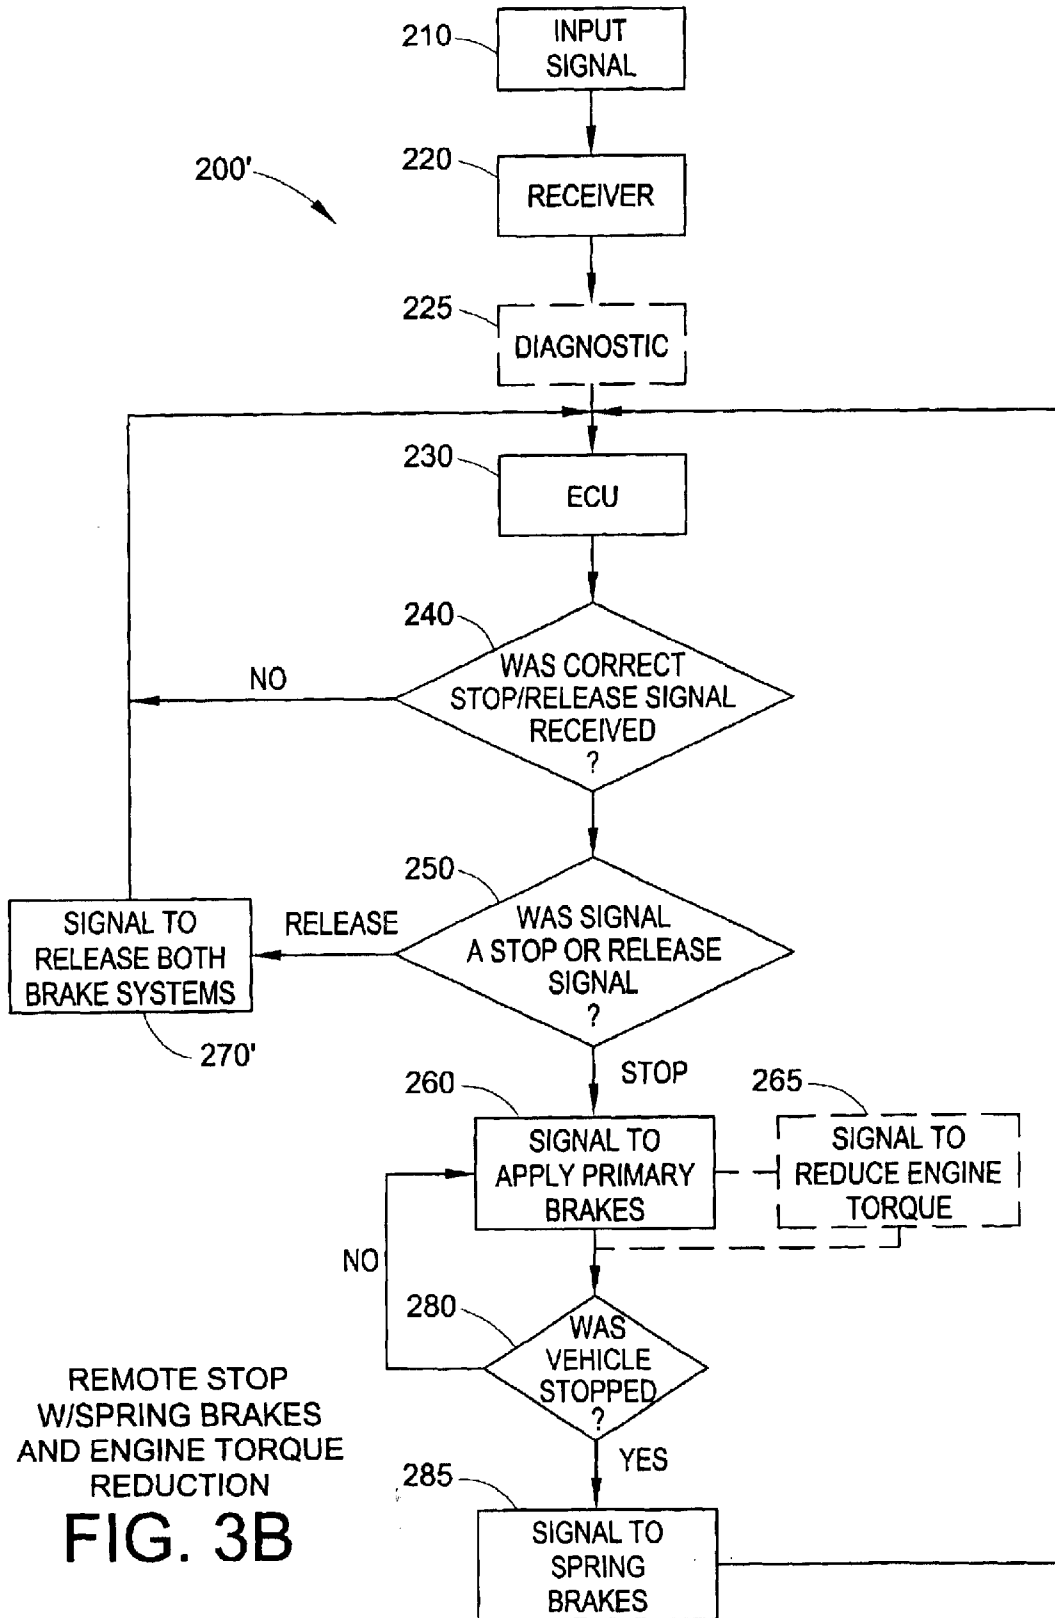 210
INPUT
SIGNAL
220
RECEIVER
200'
225
DIAGNOSTIC
230
ECU
240
WAS CORRECT
STOP/RELEASE SIGNAL
RECEIVED
?
NO
250
WAS SIGNAL
A STOP OR RELEASE
SIGNAL
?
RELEASE
SIGNAL TO
RELEASE BOTH
BRAKE SYSTEMS
270'
STOP
260
SIGNAL TO
APPLY PRIMARY
BRAKES
265
SIGNAL TO
REDUCE ENGINE
TORQUE
NO
280
WAS
VEHICLE
STOPPED
?
YES
285
SIGNAL TO
SPRING
BRAKES
REMOTE STOP
W/SPRING BRAKES
AND ENGINE TORQUE
REDUCTION
FIG. 3B